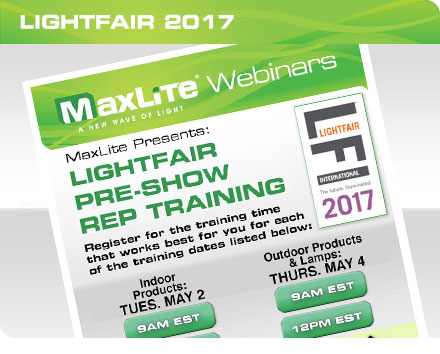 LIGHTFAIR 2017
MaxLite® Webinars
A NEW WAVE OF LIGHT
MaxLite Presents:
LIGHTFAIR
PRE-SHOW
REP TRAINING
LIGHTFAIR
LF
INTERNATIONAL
The Future. Illuminated.
2017
Register for the training time
that works best for you for each
of the training dates listed below:
Indoor
Products:
TUES. MAY 2
9AM EST
Outdoor Products
& Lamps:
THURS. MAY 4
9AM EST
12PM EST